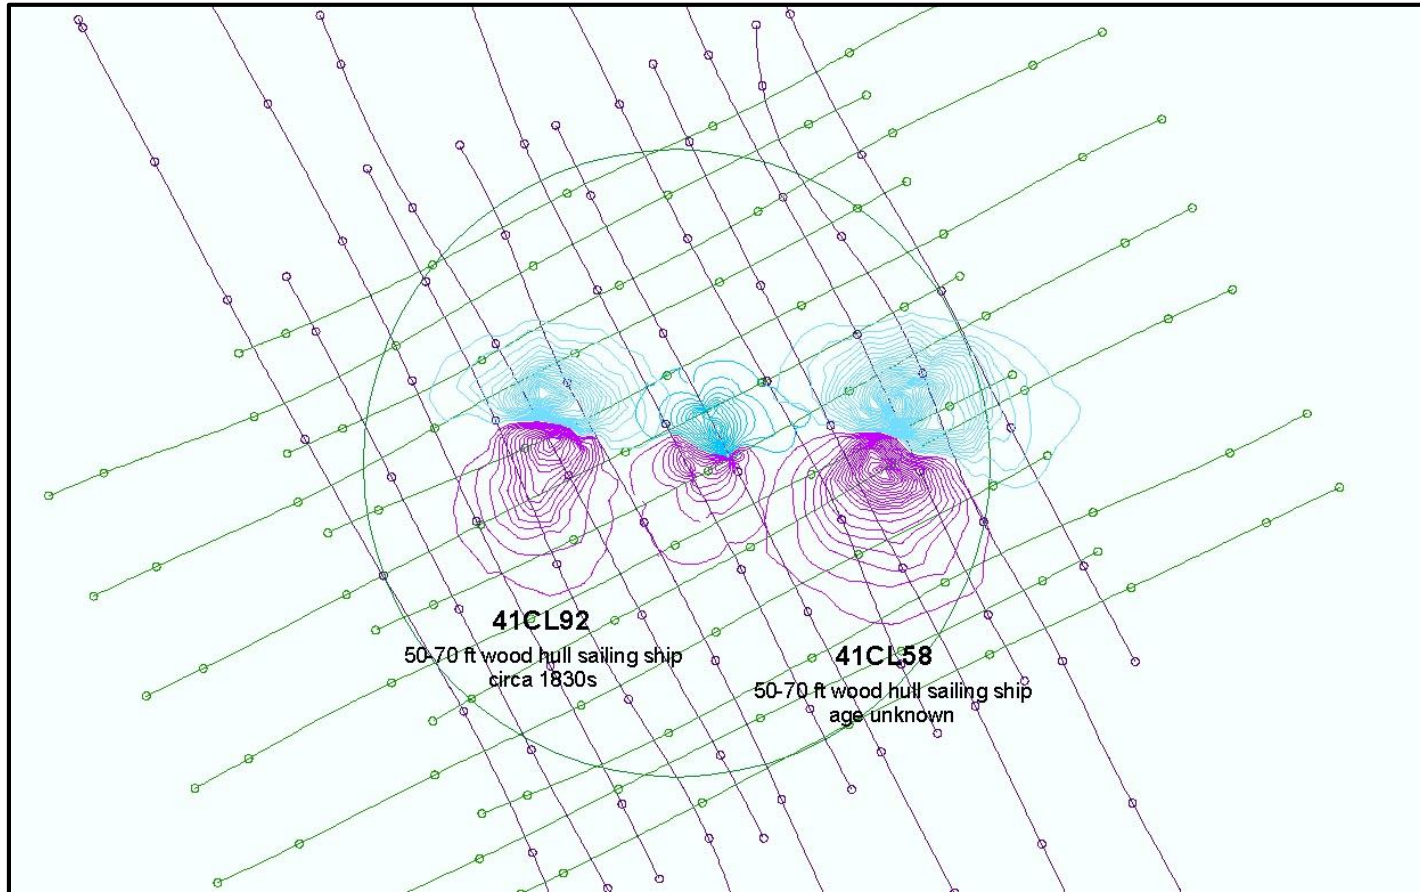 41CL92
50-70 ft wood hull sailing ship
circa 1830s
41CL58
50-70 ft wood hull sailing ship
age unknown